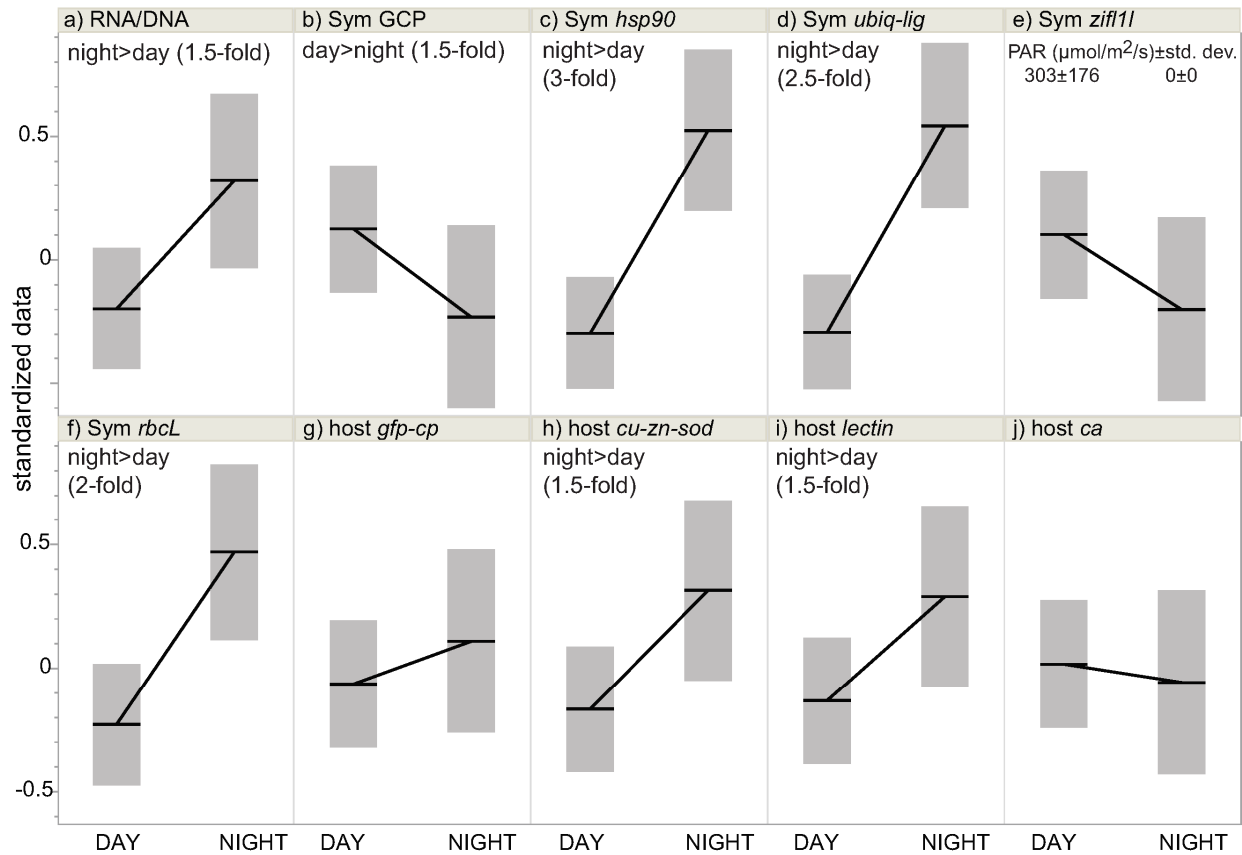 a) RNA/DNA
night>day (1.5-fold)
b) Sym GCP
day>night (1.5-fold)
c) Sym hsp90
night>day
(3-fold)
d) Sym ubiq-lig
night>day
(2.5-fold)
e) Sym zifl1l
PAR (μmol/m2/s)±std. dev.
303±176 0±0
0.5
0
standardized data
f) Sym rbcL
night>day
(2-fold)
g) host gfp-cp
h) host cu-zn-sod
night>day
(1.5-fold)
i) host lectin
night>day
(1.5-fold)
j) host ca
0.5
0
-0.5
DAY NIGHT DAY NIGHT DAY NIGHT DAY NIGHT DAY NIGHT